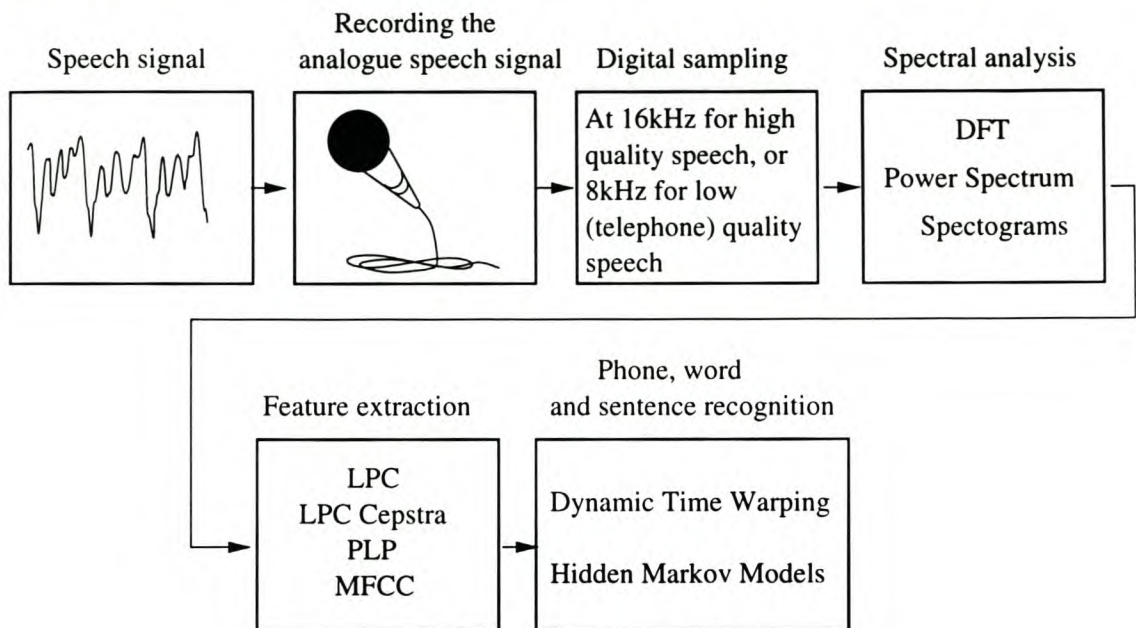 Speech signal
Recording the
analogue speech signal
Digital sampling
At 16kHz for high
quality speech, or
8kHz for low
(telephone) quality
speech
Spectral analysis
DFT
Power Spectrum
Spectograms
Feature extraction
LPC
LPC Cepstra
PLP
MFCC
Phone, word
and sentence recognition
Dynamic Time Warping
Hidden Markov Models